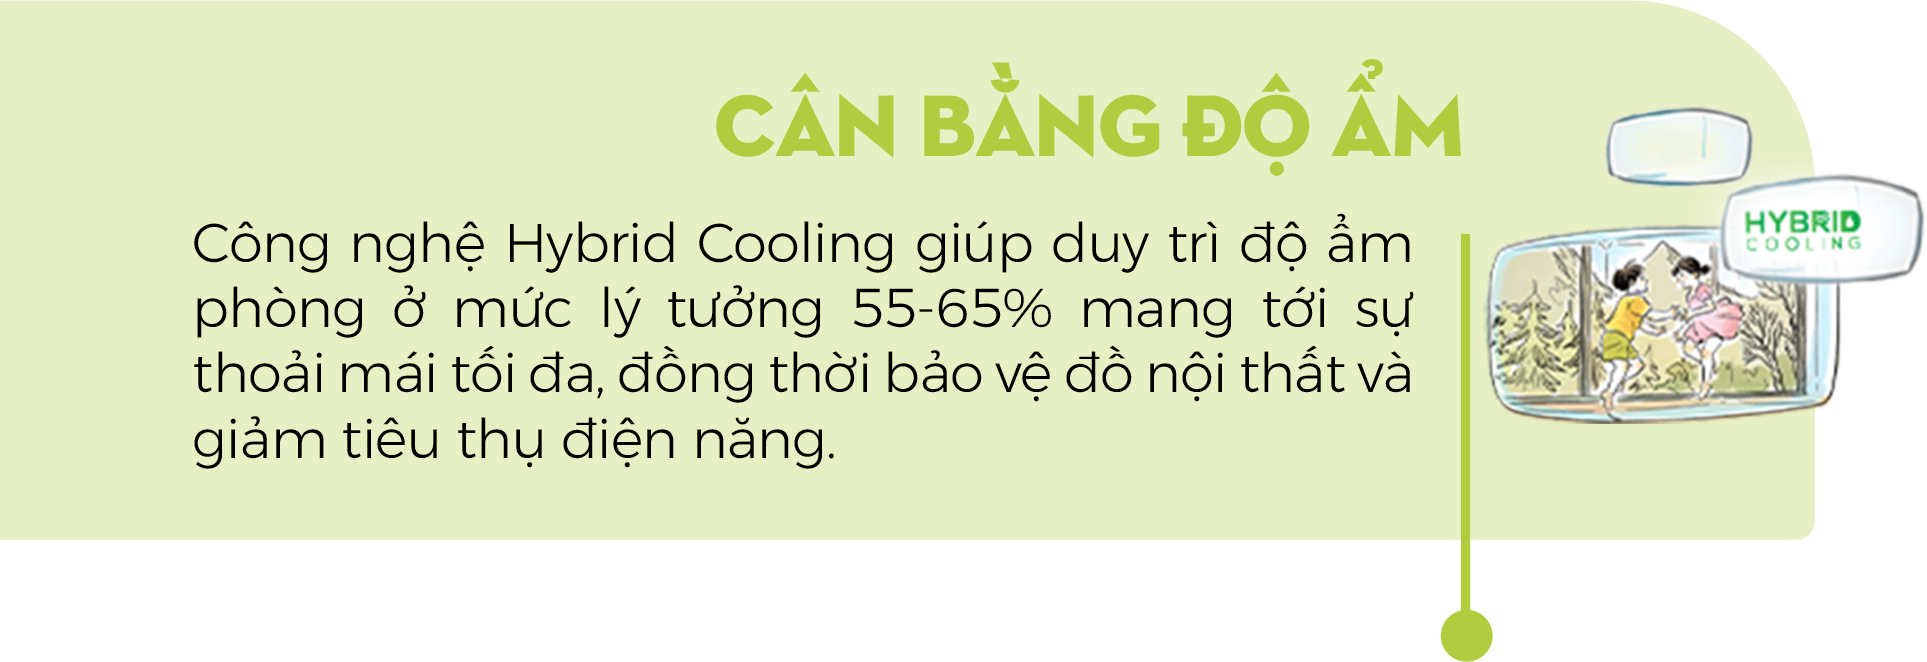 CÂN BẰNG ĐỘ ẨM
Công nghệ Hybrid Cooling giúp duy trì độ ẩm
phòng ở mức lý tưởng 55-65% mang tới sự
thoải mái tối đa, đồng thời bảo vệ đồ nội thất và
giảm tiêu thụ điện năng.
HYBRID
COOLING